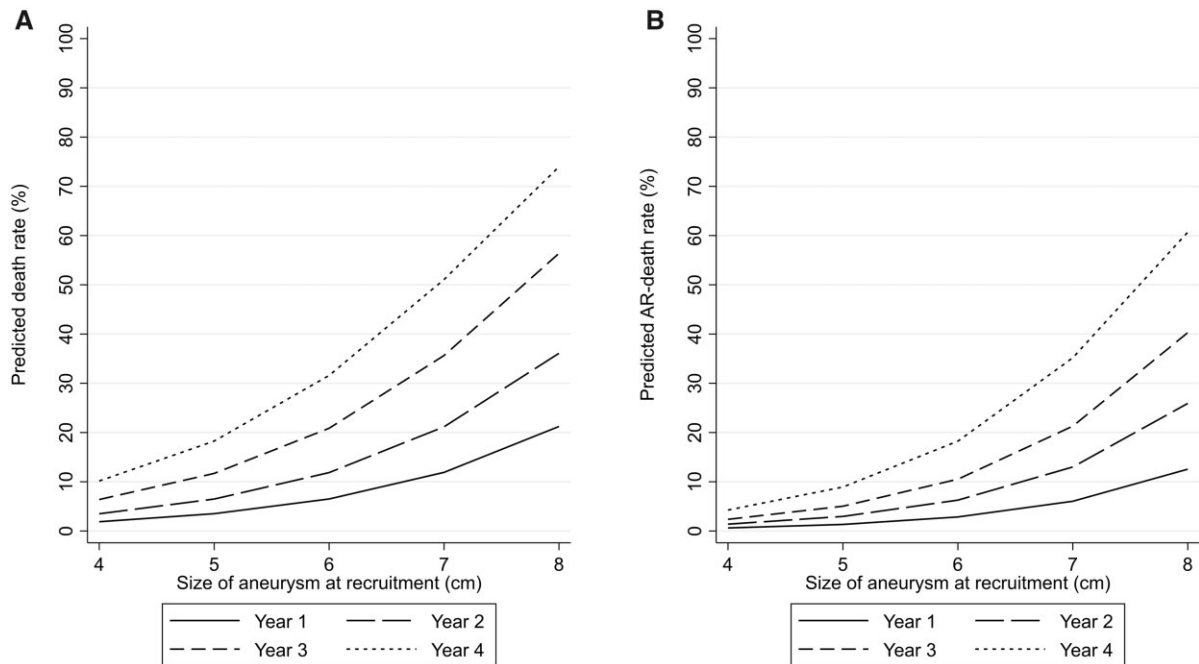 A
Predicted death rate (%)
100
90
80
70
60
50
40
30
20
10
0
4 5 6 7 8
Size of aneurysm at recruitment (cm)
Year 1 Year 2
Year 3 Year 4
B
Predicted AR-death rate (%)
100
90
80
70
60
50
40
30
20
10
0
4 5 6 7 8
Size of aneurysm at recruitment (cm)
Year 1 Year 2
Year 3 Year 4